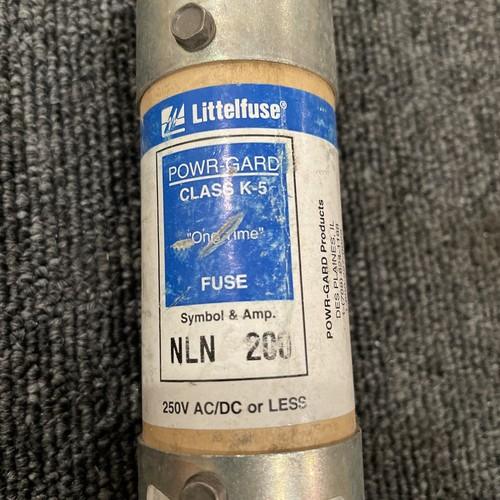 Littelfuse®
POWR-GARD
CLASS K-5
"One Time"
FUSE
Symbol & Amp.
NLN 200
250V AC/DC or LESS
POWR-GARD Products
DES PLAINES, IL